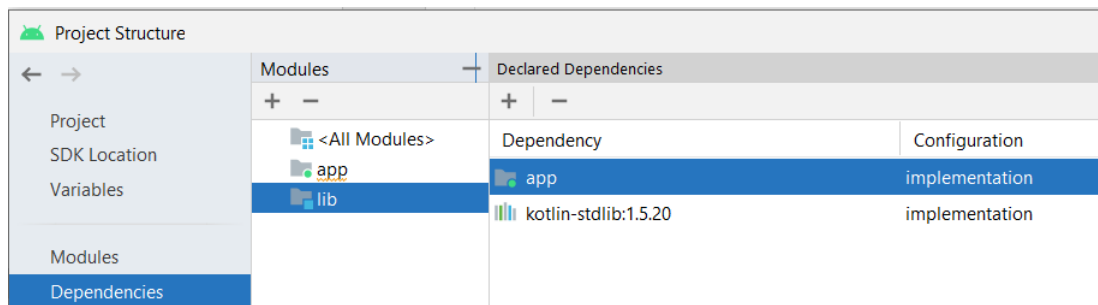 Project Structure
Modules
Declared Dependencies
Project
SDK Location
Variables
Modules
Dependencies
<All Modules>
app
lib
Dependency Configuration
app implementation
kotlin-stdlib:1.5.20 implementation